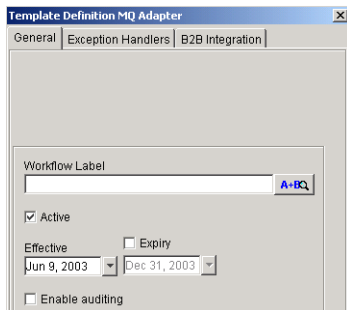 Template Definition MQ Adapter
General Exception Handlers B2B Integration
Workflow Label
A+B
Active
Effective Expiry
Jun 9, 2003 Dec 31, 2003
Enable auditing